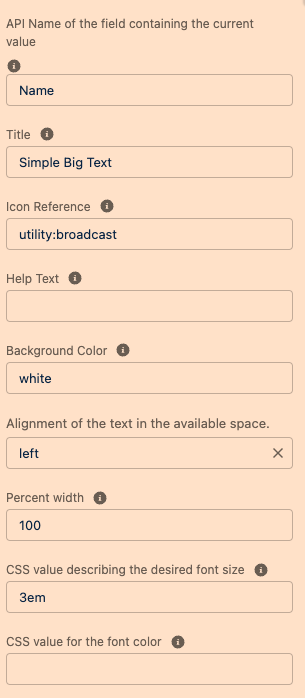 API Name of the field containing the current
value
Name
Title
Simple Big Text
Icon Reference
utility:broadcast
Help Text
Background Color
white
Alignment of the text in the available space.
left
Percent width
100
CSS value describing the desired font size
3em
CSS value for the font color